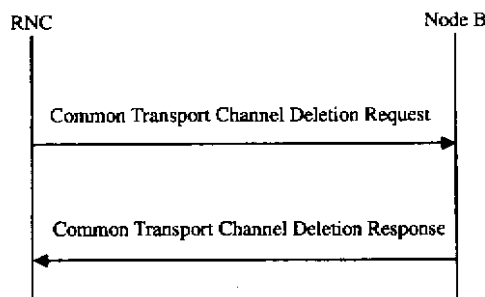 RNC
Node B
Common Transport Channel Deletion Request
Common Transport Channel Deletion Response